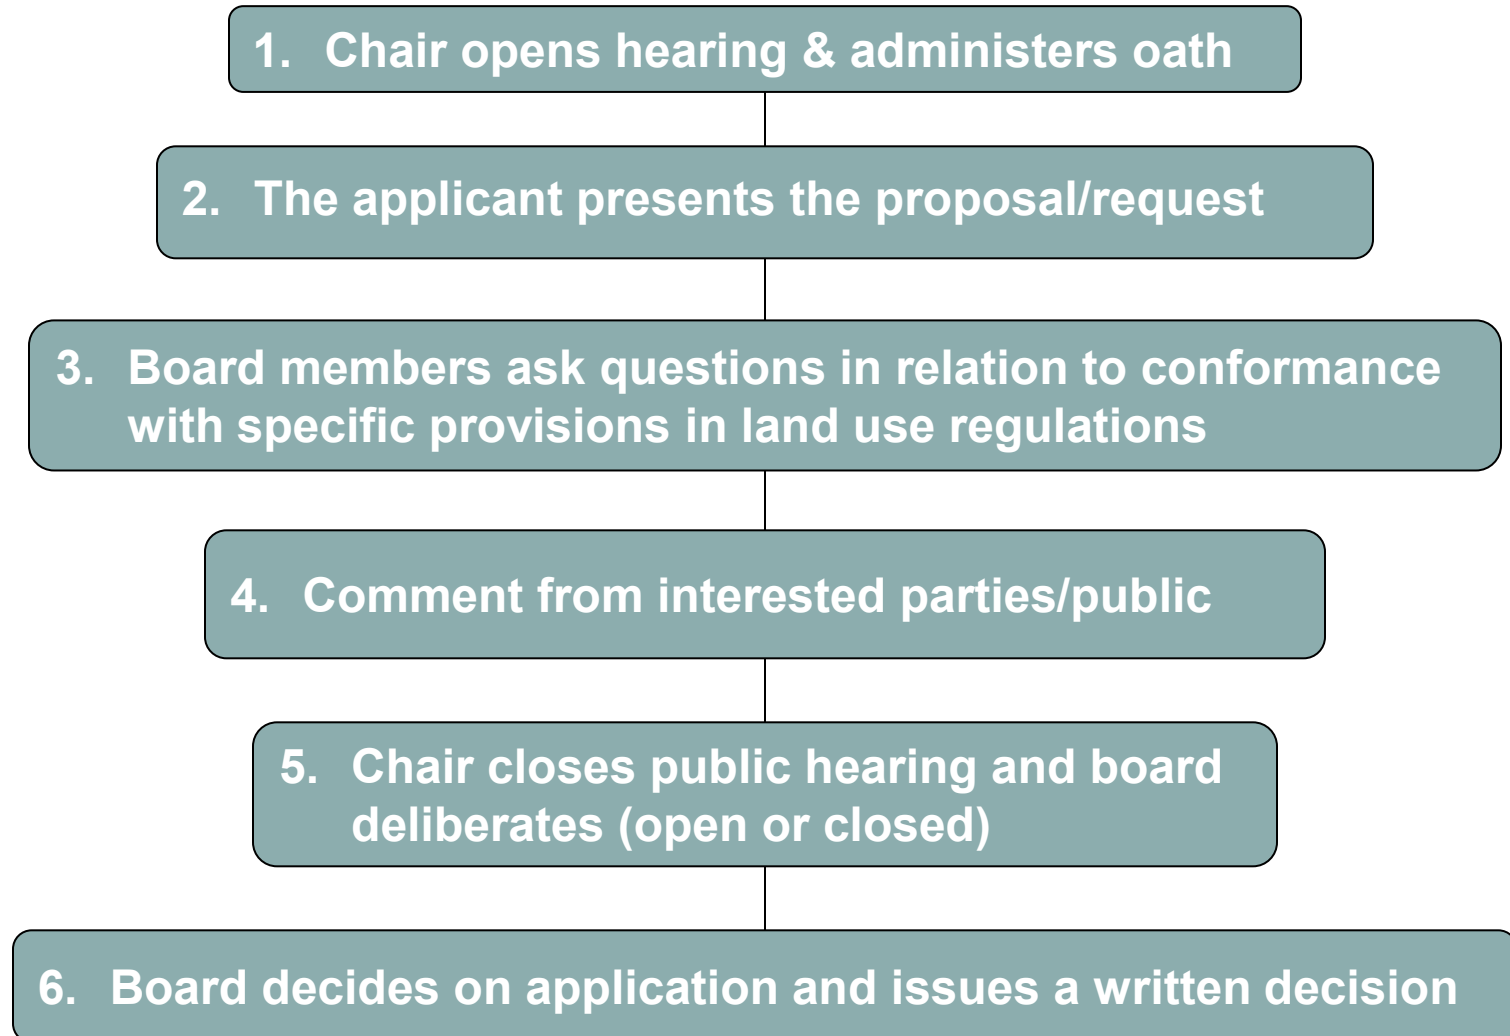 1. Chair opens hearing & administers oath
2. The applicant presents the proposal/request
3. Board members ask questions in relation to conformance
with specific provisions in land use regulations
4. Comment from interested parties/public
5. Chair closes public hearing and board
deliberates (open or closed)
6. Board decides on application and issues a written decision